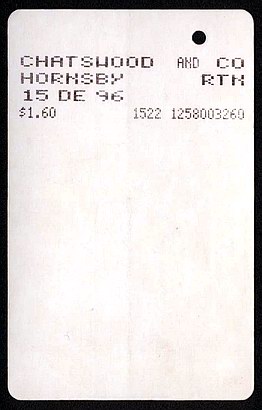 CHATSWOOD AND CO
HORNSBY RTN
15 DE 96
$1.60 1522 1258003260